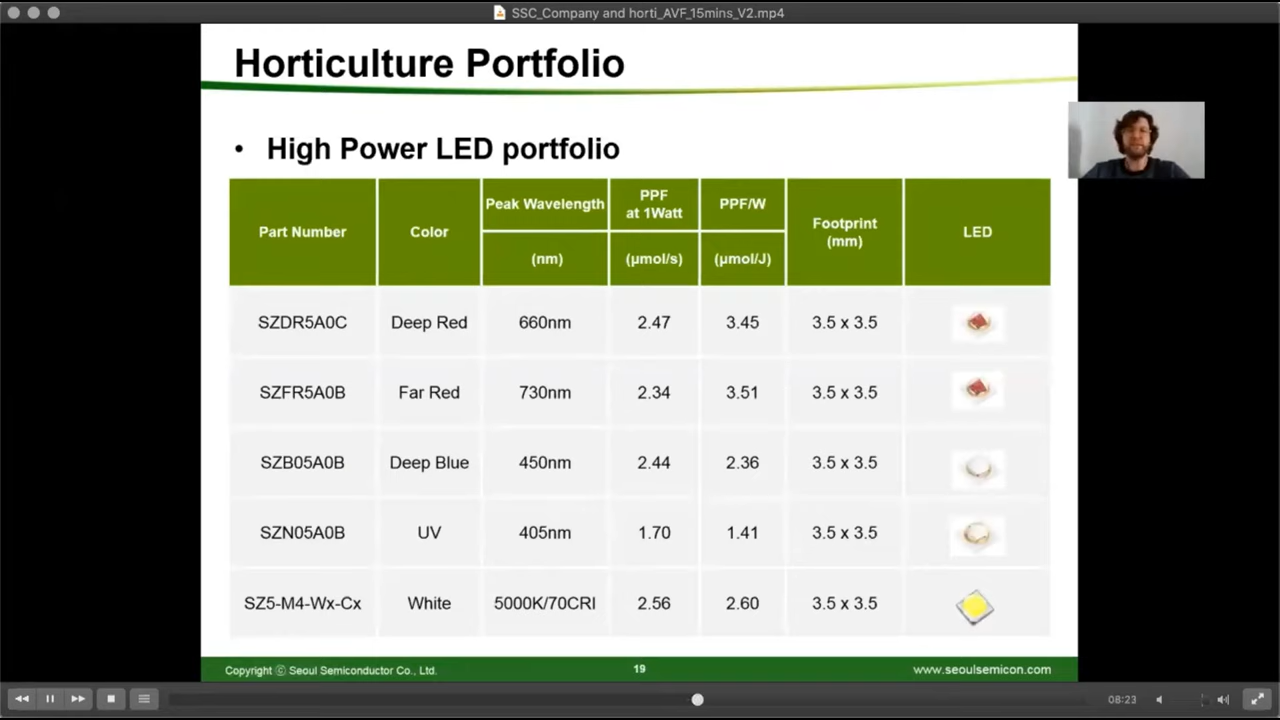 SSC_Company and horti_AVF_15mins_V2.mp4
Horticulture Portfolio
• High Power LED portfolio
Part Number Color Peak Wavelength (nm) PPF at 1Watt (µmol/s) PPF/W (µmol/J) Footprint (mm) LED
SZDR5A0C Deep Red 660nm 2.47 3.45 3.5 x 3.5
SZFR5A0B Far Red 730nm 2.34 3.51 3.5 x 3.5
SZB05A0B Deep Blue 450nm 2.44 2.36 3.5 x 3.5
SZN05A0B UV 405nm 1.70 1.41 3.5 x 3.5
SZ5-M4-Wx-Cx White 5000K/70CRI 2.56 2.60 3.5 x 3.5
Copyright ⓒ Seoul Semiconductor Co., Ltd. 19 www.seoulsemicon.com
08:23